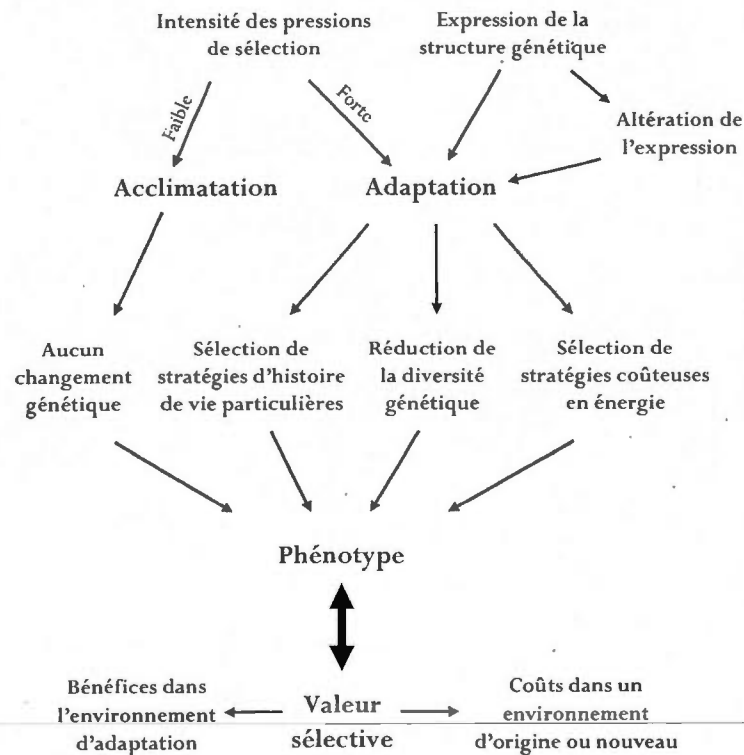 Intensité des pressions
de sélection
Expression de la
structure génétique
Faible
Forte
Altération de
l'expression
Acclimatation
Adaptation
Aucun
changement
génétique
Sélection de
stratégies d'histoire
de vie particulières
Réduction de
la diversité
génétique
Sélection de
stratégies coûteuses
en énergie
Phénotype
Bénéfices dans
l'environnement
d'adaptation
Valeur
sélective
Coûts dans un
environnement
d'origine ou nouveau